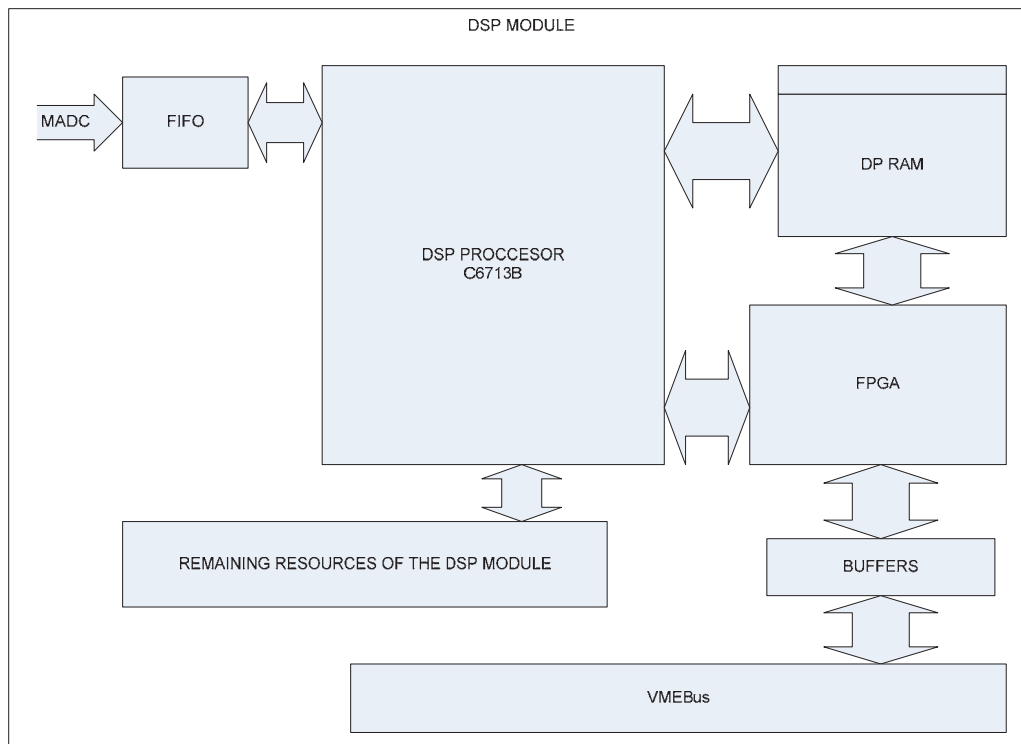 DSP MODULE
MADC
FIFO
DSP PROCCESOR
C6713B
DP RAM
FPGA
REMAINING RESOURCES OF THE DSP MODULE
BUFFERS
VMEBus